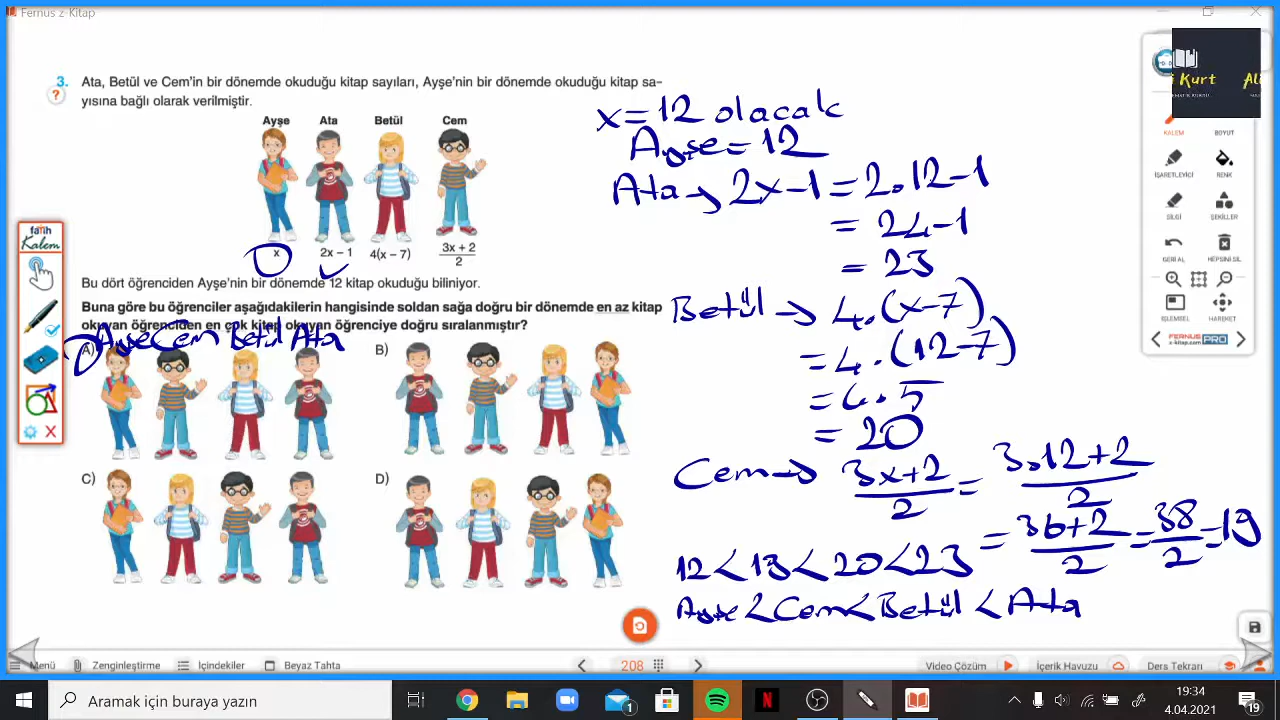 Fernus z-Kitap
3. Ata, Betül ve Cem'in bir dönemde okuduğu kitap sayıları, Ayşe'nin bir dönemde okuduğu kitap sa-
? yısına bağlı olarak verilmiştir.
Ayşe Ata Betül Cem
x 2x – 1 4(x – 7) 3x + 2
2
Bu dört öğrenciden Ayşe'nin bir dönemde 12 kitap okuduğu biliniyor.
Buna göre bu öğrenciler aşağıdakilerin hangisinde soldan sağa doğru bir dönemde en az kitap
okuyan öğrenciden en çok kitap okuyan öğrenciye doğru sıralanmıştır?
Ayşe Cem Betül Ata
A) B)
C) D)
x=12 olacak
Ayşe=12
Ata→2x-1=2.12-1
=24-1
=23
Betül→4.(x-7)
=4.(12-7)
=4.5
=20
Cem→3x+2/2=3.12+2/2
=36+2/2=38/2=19
12<19<20<23
Ayşe<Cem<Betül<Ata
fatih
Kalem
Kurt
KALEM BOYUT
İŞARETLEYİCİ RENK
SİLGİ ŞEKİLLER
GERİ AL HEPSİNİ SİL
İŞLEMSEL HAREKET
FERNUS PRO
z-kitap.com
Menü Zenginleştirme İçindekiler Beyaz Tahta 208 Video Çözüm İçerik Havuzu Ders Tekrarı
Aramak için buraya yazın
1
N
19:34
4.04.2021
19